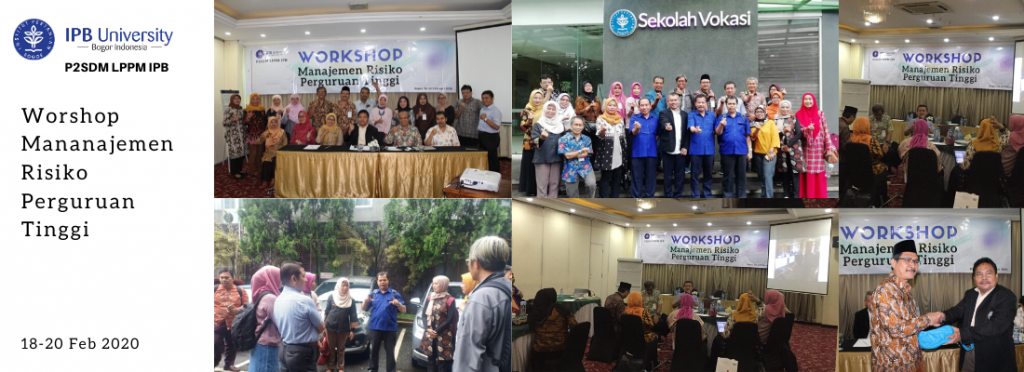 IPB University
Bogor Indonesia
P2SDM LPPM IPB
Worshop
Mananajemen
Risiko
Perguruan
Tinggi
18-20 Feb 2020
IPB University
WORKSHOP
Manajemen Risiko
Perguruan Tinggi
Sekolah Vokasi
WORKSHOP
Manajemen Risiko
Perguruan Tinggi
WORKSHOP
Manajemen Risiko
Perguruan Tinggi
WORKSHOP
Manajemen Risiko
Perguruan Tinggi